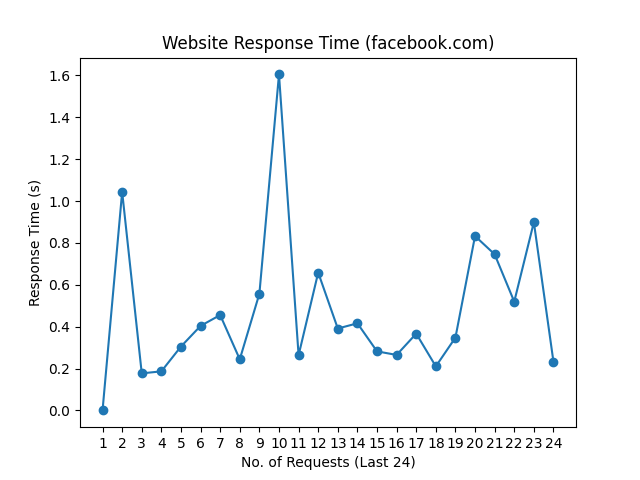 Website Response Time (facebook.com)
Response Time (s)
1.6
1.4
1.2
1.0
0.8
0.6
0.4
0.2
0.0
1 2 3 4 5 6 7 8 9 10 11 12 13 14 15 16 17 18 19 20 21 22 23 24
No. of Requests (Last 24)